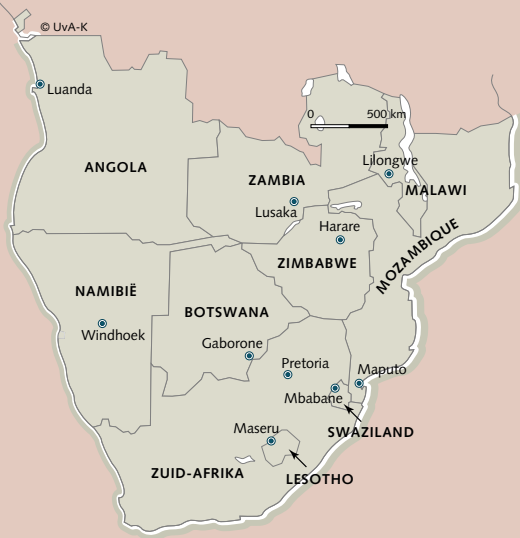 © UvA-K
Luanda
0 500 km
Lilongwe
ANGOLA
ZAMBIA
MALAWI
Lusaka
Harare
MOZAMBIQUE
ZIMBABWE
NAMIBIË
BOTSWANA
Windhoek
Gaborone
Pretoria
Maputo
Mbabane
Maseru
SWAZILAND
ZUID-AFRIKA
LESOTHO